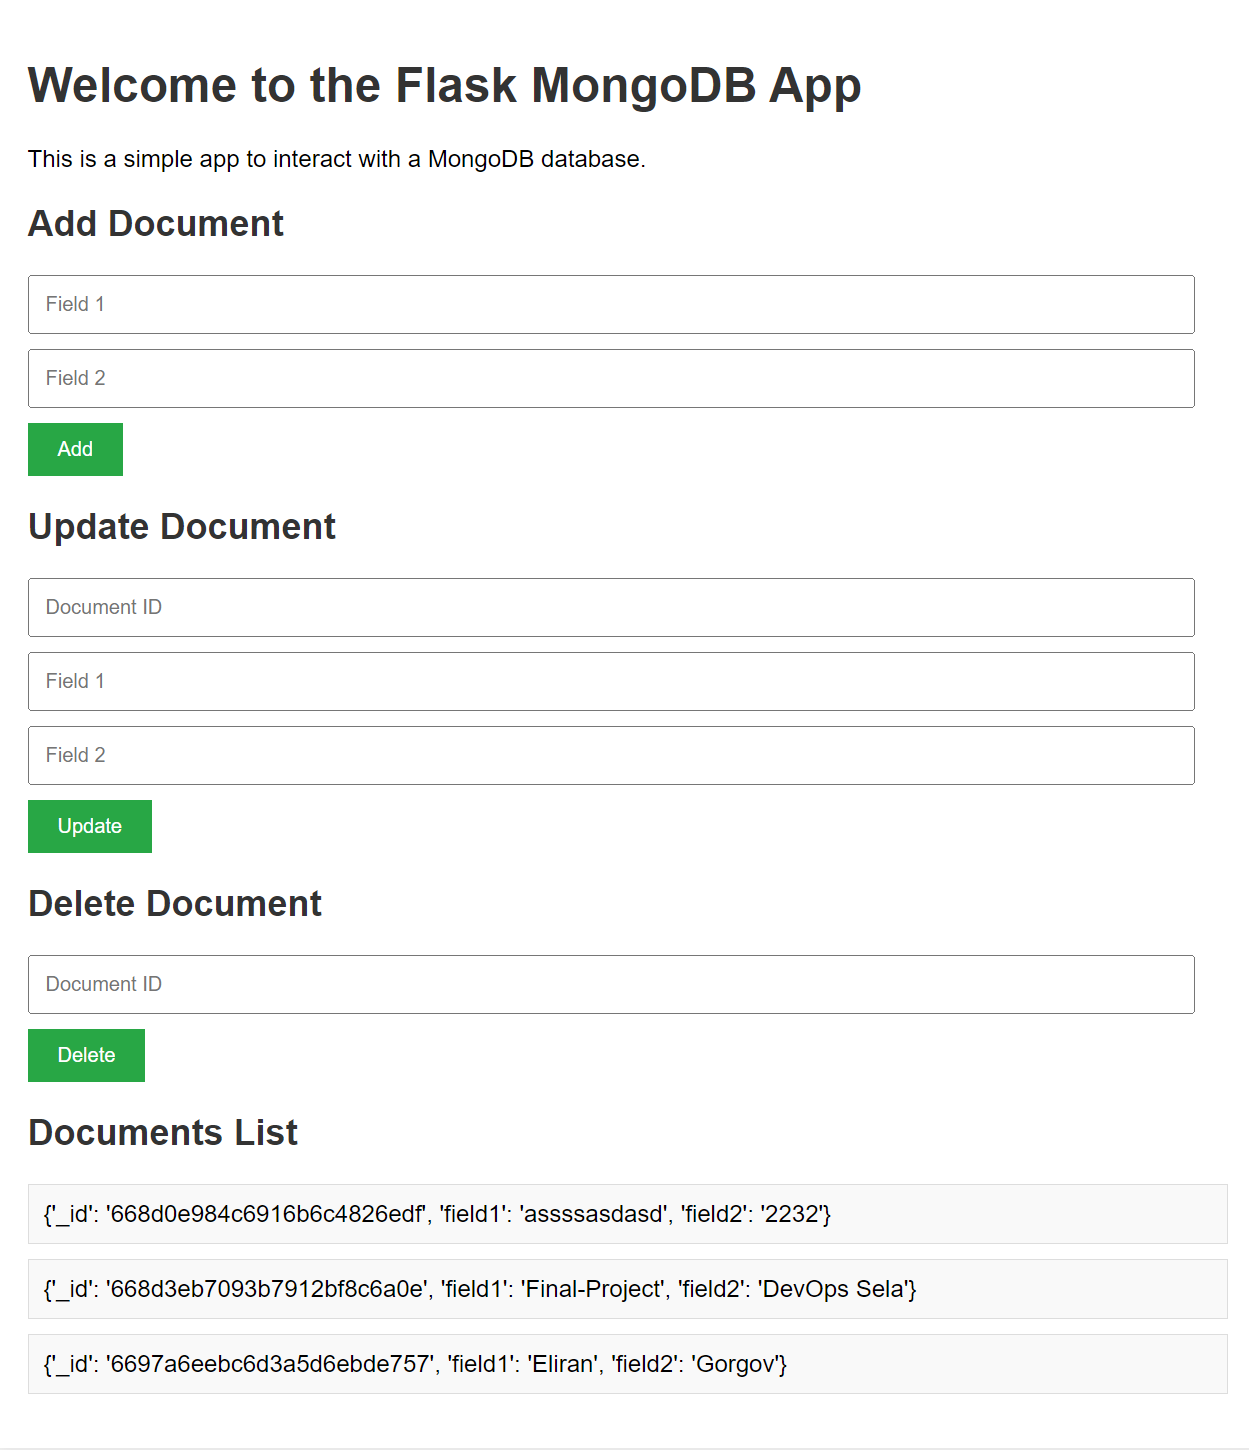 Welcome to the Flask MongoDB App
This is a simple app to interact with a MongoDB database.
Add Document
Field 1
Field 2
Add
Update Document
Document ID
Field 1
Field 2
Update
Delete Document
Document ID
Delete
Documents List
{'_id': '668d0e984c6916b6c4826edf', 'field1': 'assssasdasd', 'field2': '2232'}
{'_id': '668d3eb7093b7912bf8c6a0e', 'field1': 'Final-Project', 'field2': 'DevOps Sela'}
{'_id': '6697a6eebc6d3a5d6ebde757', 'field1': 'Eliran', 'field2': 'Gorgov'}